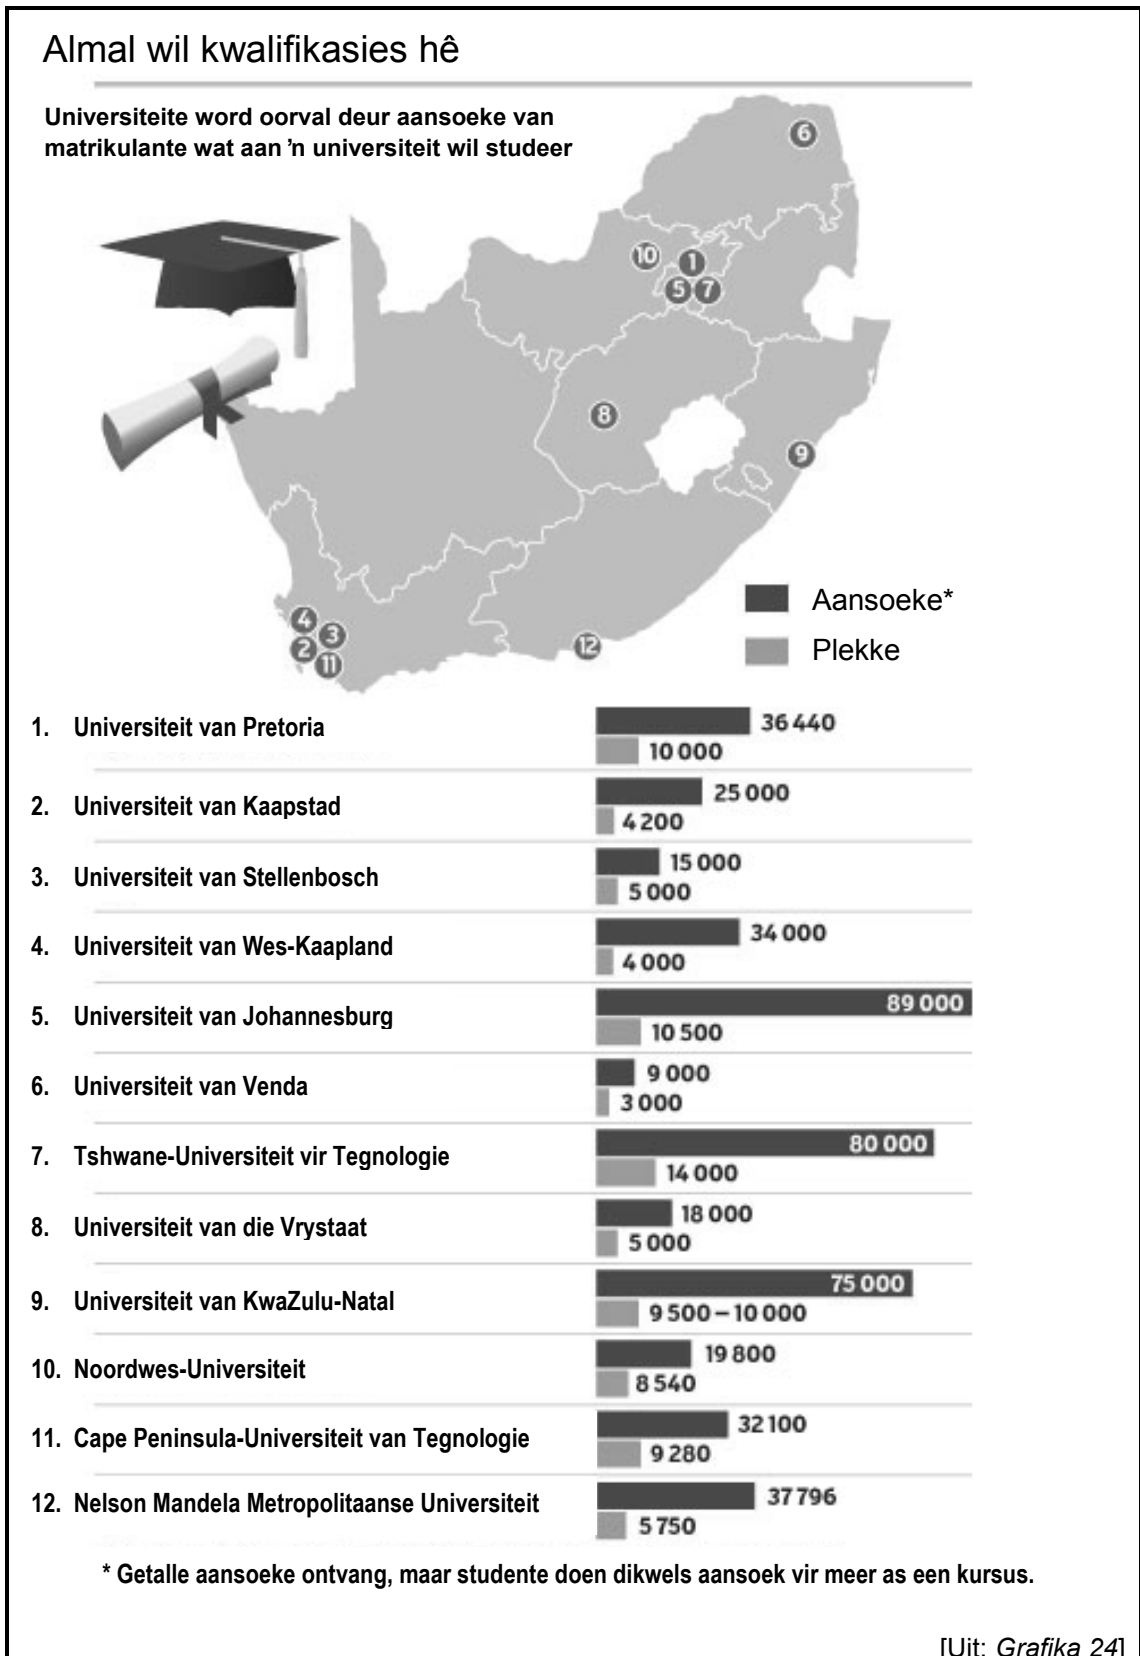 Almal wil kwalifikasies hê
Universiteite word oorval deur aansoeke van
matrikulante wat aan 'n universiteit wil studeer
6
10
1
5
7
8
9
4
3
2
11
12
Aansoeke*
Plekke
1. Universiteit van Pretoria
36 440
10 000
2. Universiteit van Kaapstad
25 000
4 200
3. Universiteit van Stellenbosch
15 000
5 000
4. Universiteit van Wes-Kaapland
34 000
4 000
5. Universiteit van Johannesburg
89 000
10 500
6. Universiteit van Venda
9 000
3 000
7. Tshwane-Universiteit vir Tegnologie
80 000
14 000
8. Universiteit van die Vrystaat
18 000
5 000
9. Universiteit van KwaZulu-Natal
75 000
9 500 – 10 000
10. Noordwes-Universiteit
19 800
8 540
11. Cape Peninsula-Universiteit van Tegnologie
32 100
9 280
12. Nelson Mandela Metropolitaanse Universiteit
37 796
5 750
* Getalle aansoeke ontvang, maar studente doen dikwels aansoek vir meer as een kursus.
[Uit: Grafika 24]